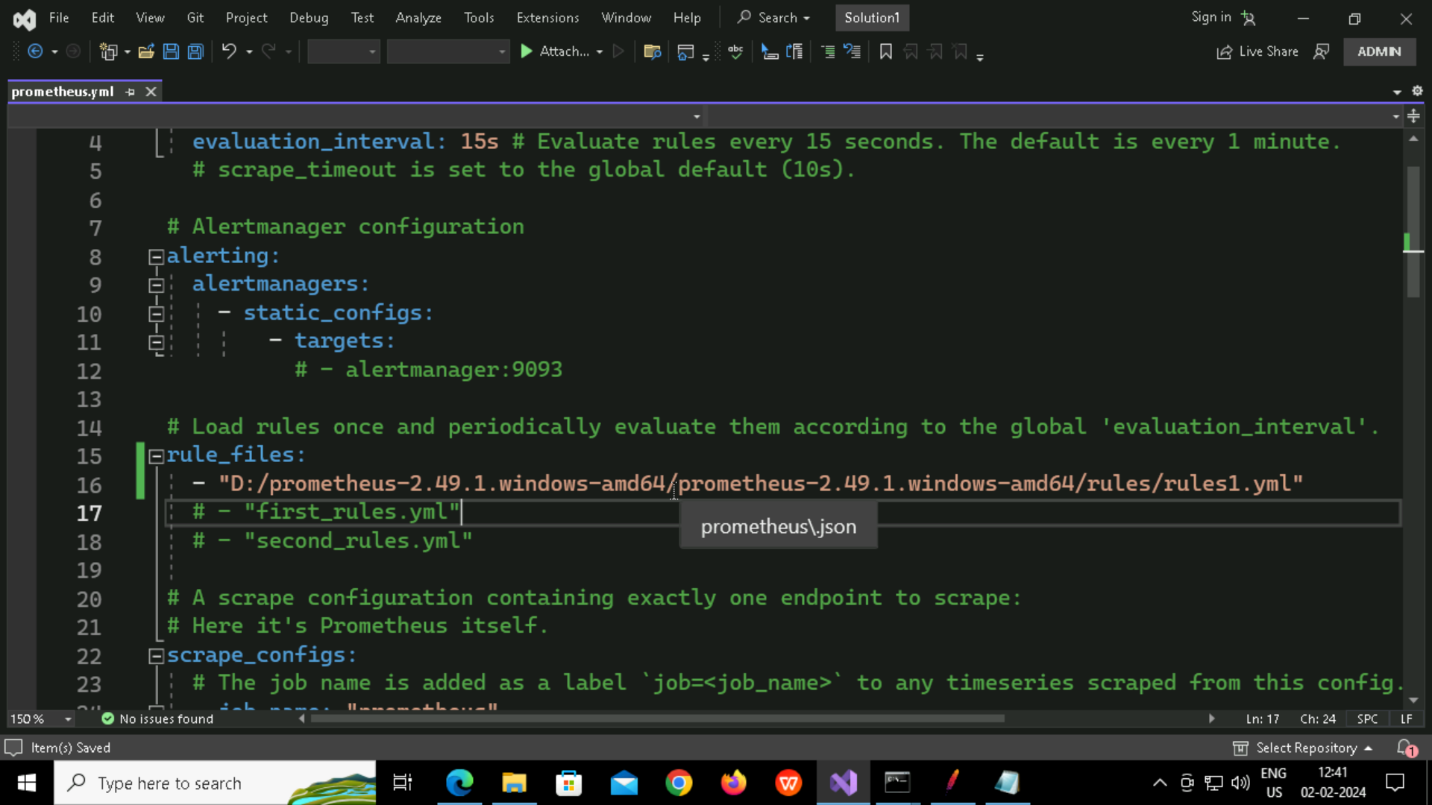 File Edit View Git Project Debug Test Analyze Tools Extensions Window Help Search Solution1 Sign in
Attach... abc Live Share ADMIN
prometheus.yml
4 evaluation_interval: 15s # Evaluate rules every 15 seconds. The default is every 1 minute.
5 # scrape_timeout is set to the global default (10s).
6
7 # Alertmanager configuration
8 alerting:
9 alertmanagers:
10 - static_configs:
11 - targets:
12 # - alertmanager:9093
13
14 # Load rules once and periodically evaluate them according to the global 'evaluation_interval'.
15 rule_files:
16 - "D:/prometheus-2.49.1.windows-amd64/prometheus-2.49.1.windows-amd64/rules/rules1.yml"
17 # - "first_rules.yml"
prometheus\.json
18 # - "second_rules.yml"
19
20 # A scrape configuration containing exactly one endpoint to scrape:
21 # Here it's Prometheus itself.
22 scrape_configs:
23 # The job name is added as a label `job=<job_name>` to any timeseries scraped from this config.
150 % No issues found Ln: 17 Ch: 24 SPC LF
Item(s) Saved Select Repository 1
Type here to search ENG US 12:41 02-02-2024